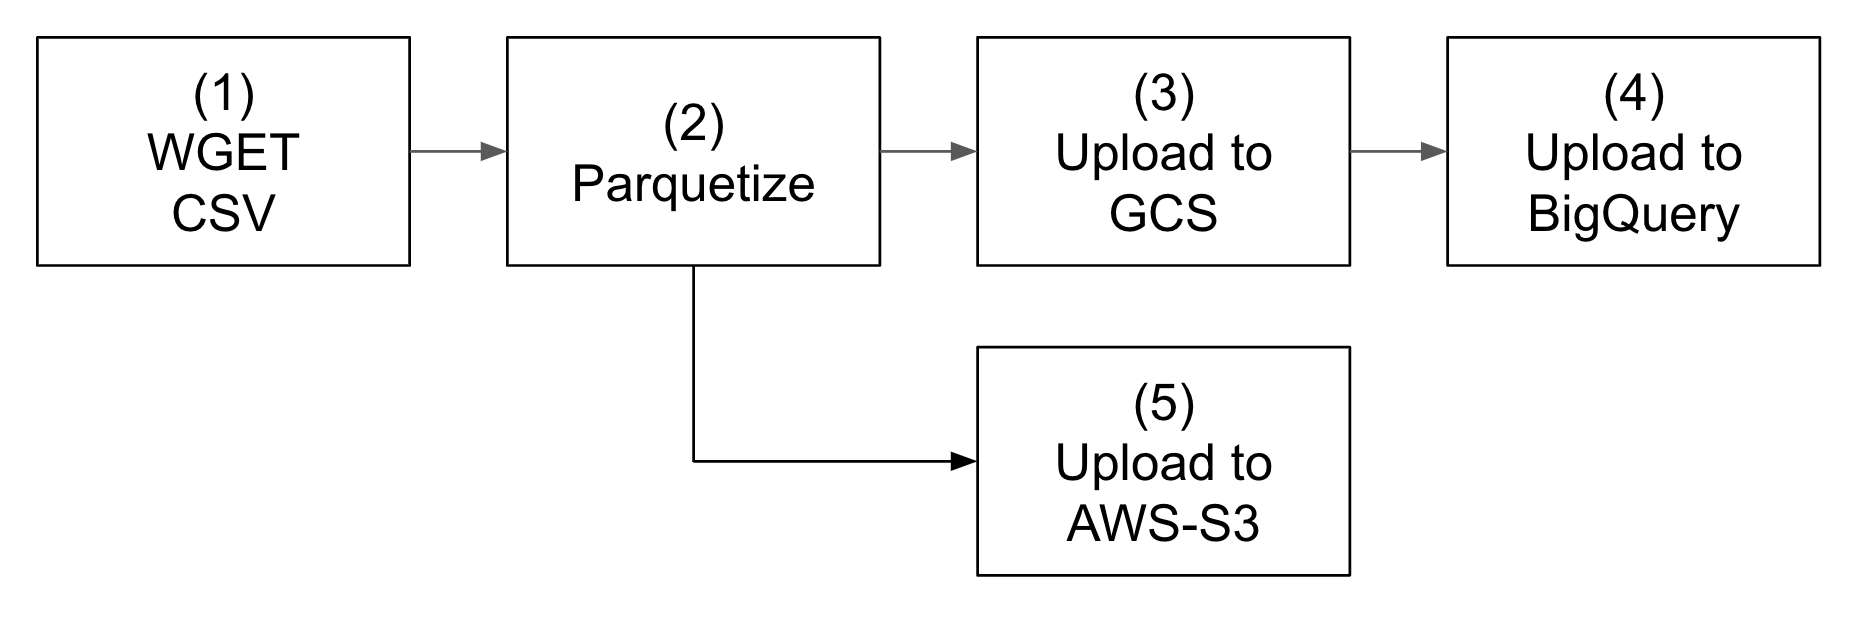 (1)
WGET
CSV
(2)
Parquetize
(3)
Upload to
GCS
(4)
Upload to
BigQuery
(5)
Upload to
AWS-S3